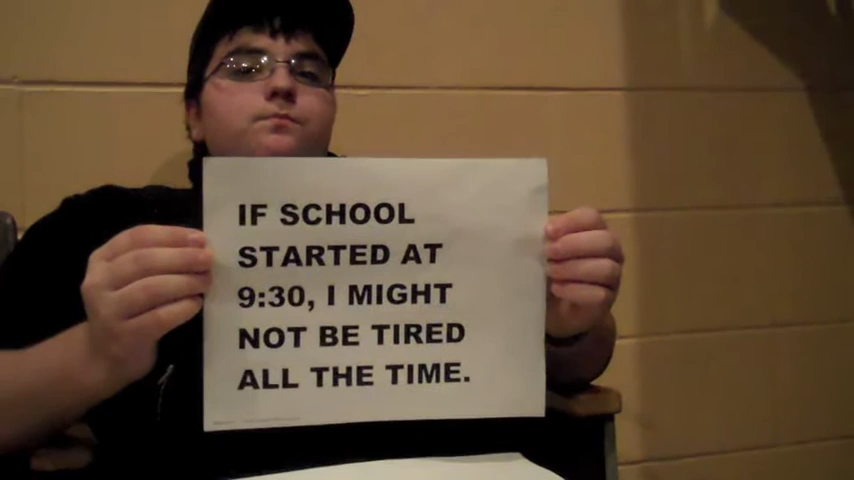 IF SCHOOL
STARTED AT
9:30, I MIGHT
NOT BE TIRED
ALL THE TIME.